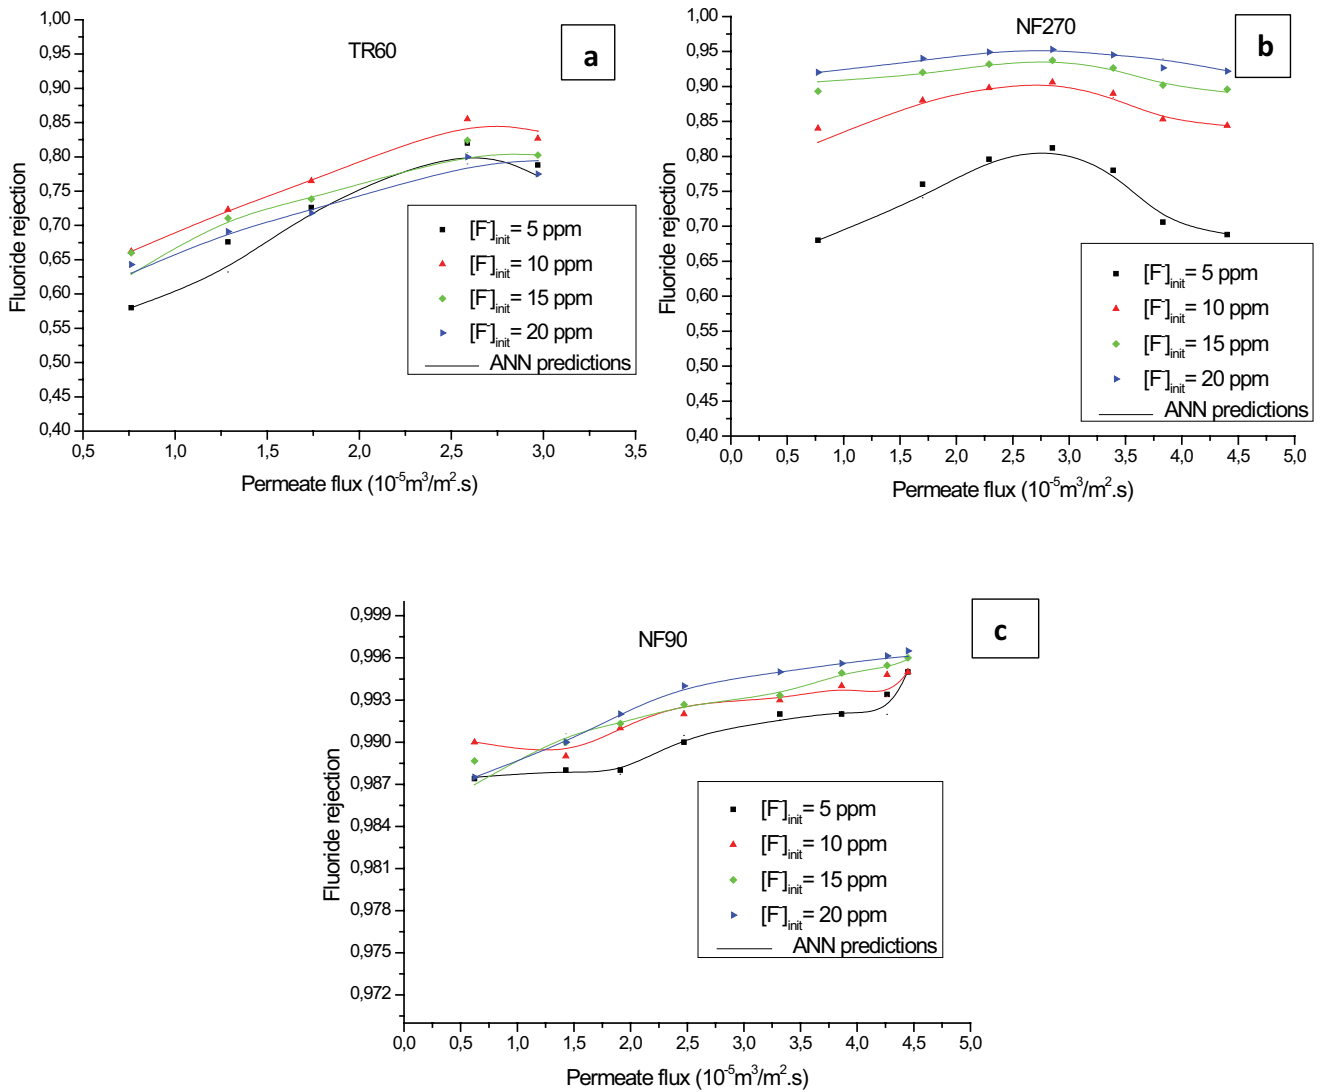 TR60
a
1,00
0,95
0,90
0,85
0,80
0,75
0,70
0,65
0,60
0,55
0,50
0,45
0,40
Fluoride rejection
[F⁻]init= 5 ppm
[F⁻]init= 10 ppm
[F⁻]init= 15 ppm
[F⁻]init= 20 ppm
ANN predictions
0,5 1,0 1,5 2,0 2,5 3,0 3,5
Permeate flux (10⁻⁵m³/m².s)
NF270
b
1,00
0,95
0,90
0,85
0,80
0,75
0,70
0,65
0,60
0,55
0,50
0,45
0,40
Fluoride rejection
[F⁻]init= 5 ppm
[F⁻]init= 10 ppm
[F⁻]init= 15 ppm
[F⁻]init= 20 ppm
ANN predictions
0,0 0,5 1,0 1,5 2,0 2,5 3,0 3,5 4,0 4,5 5,0
Permeate flux (10⁻⁵m³/m².s)
NF90
c
0,999
0,996
0,993
0,990
0,987
0,984
0,981
0,978
0,975
0,972
Fluoride rejection
[F⁻]init= 5 ppm
[F⁻]init= 10 ppm
[F⁻]init= 15 ppm
[F⁻]init= 20 ppm
ANN predictions
0,0 0,5 1,0 1,5 2,0 2,5 3,0 3,5 4,0 4,5 5,0
Permeate flux (10⁻⁵m³/m².s)